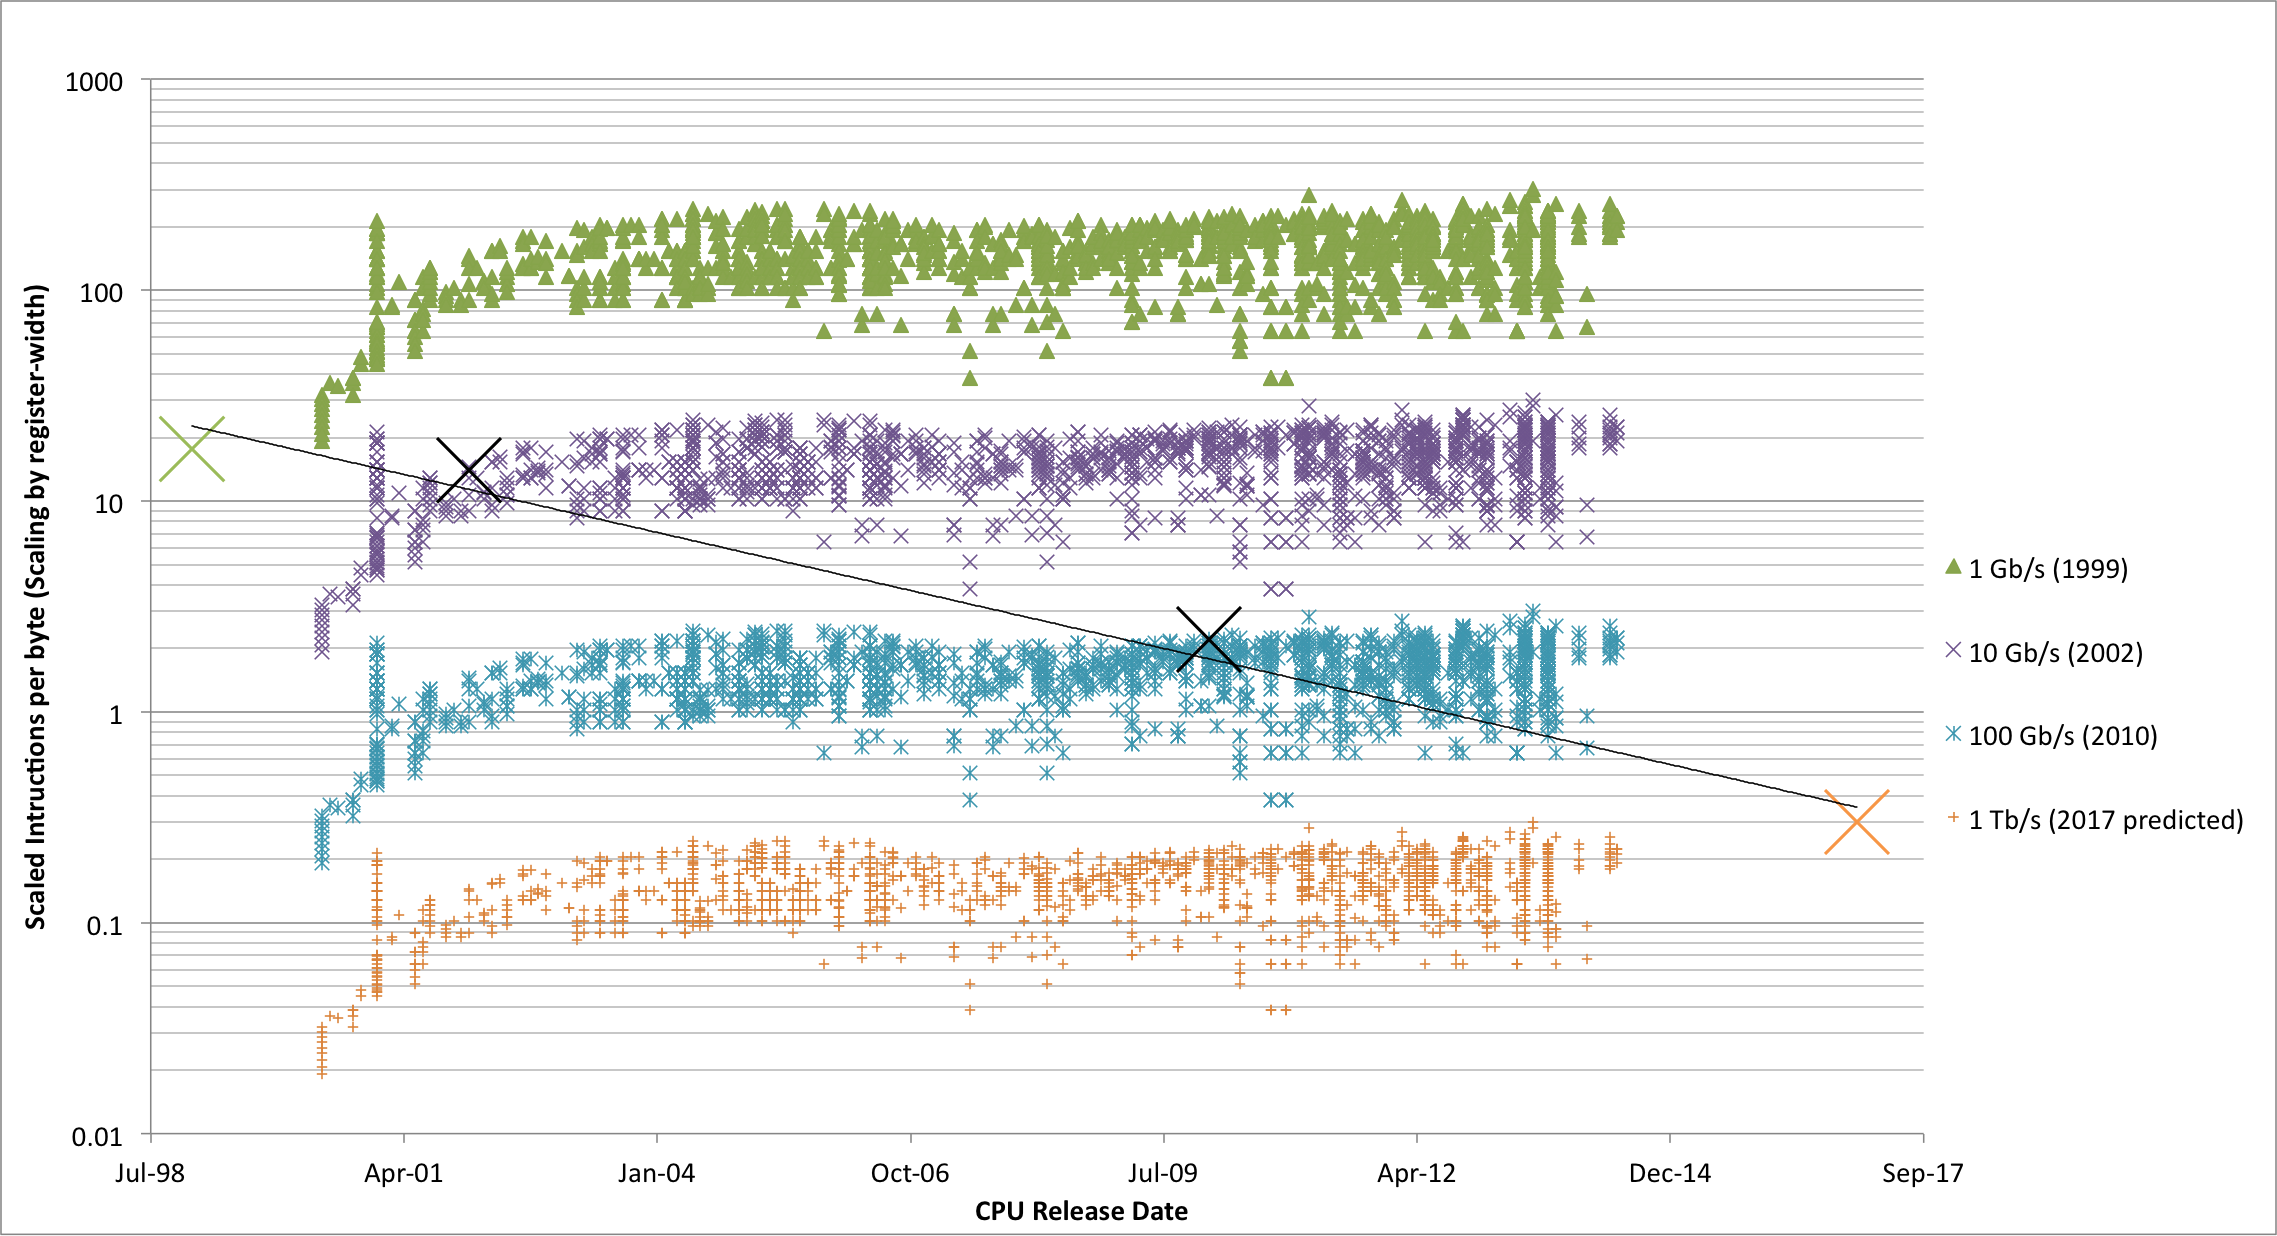 1000
100
10
1
0.1
0.01
Scaled Intructions per byte (Scaling by register-width)
Jul-98 Apr-01 Jan-04 Oct-06 Jul-09 Apr-12 Dec-14 Sep-17
CPU Release Date
1 Gb/s (1999)
10 Gb/s (2002)
100 Gb/s (2010)
1 Tb/s (2017 predicted)